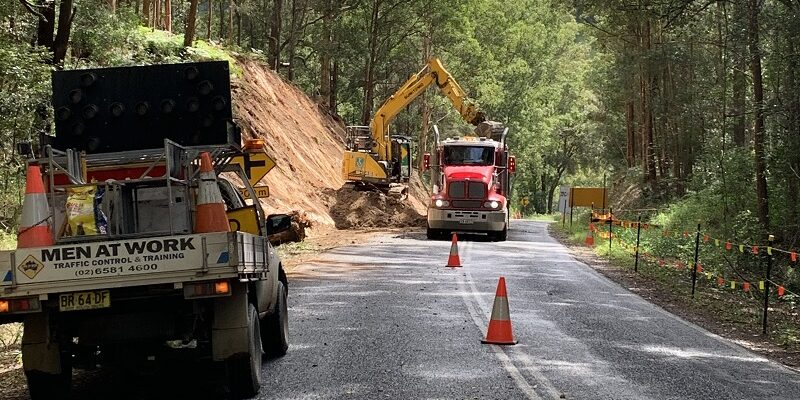 MEN AT WORK
TRAFFIC CONTROL & TRAINING
(02) 6581 4600
BR 64 DF